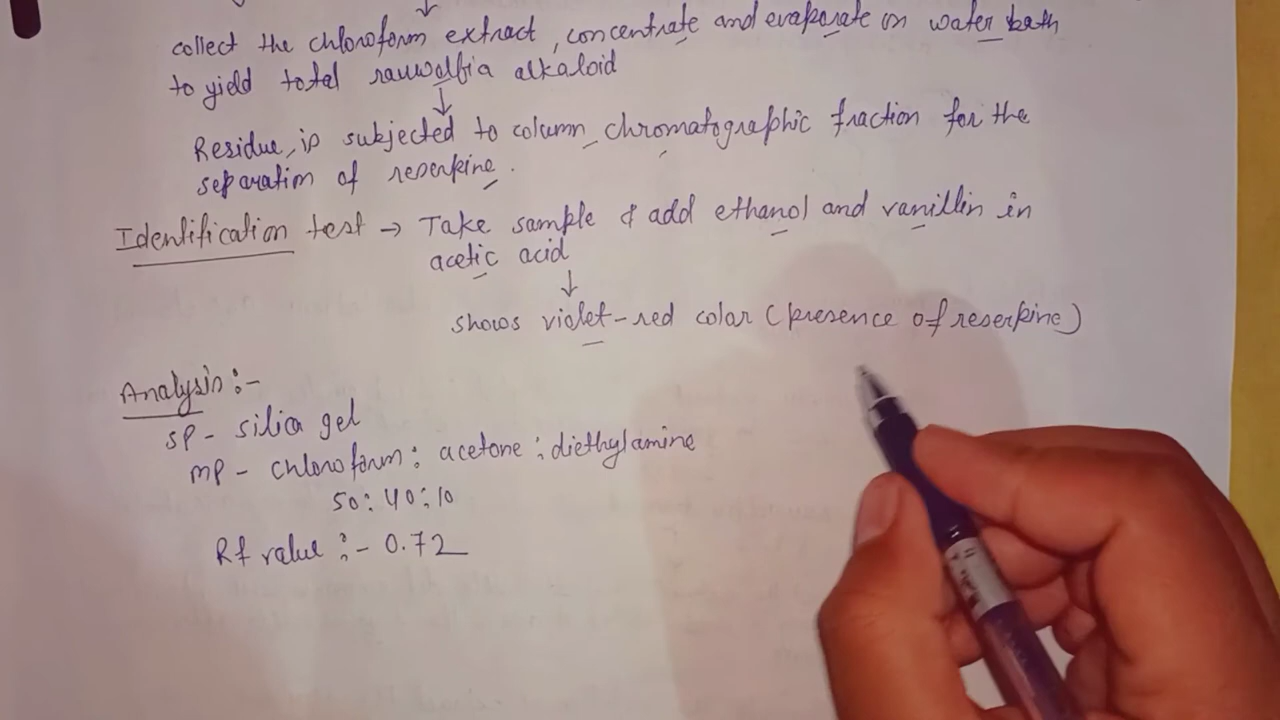 collect the chloroform extract, concentrate and evaporate on water bath
to yield total rauwolfia alkaloid
↓
Residue, is subjected to column chromatographic fraction for the
separation of reserpine.
Identification test → Take sample & add ethanol and vanillin in
acetic acid
↓
shows violet-red color (presence of reserpine)
Analysis :-
SP - silica gel
MP - chloroform : acetone : diethylamine
50 : 40 : 10
Rf value :- 0.72